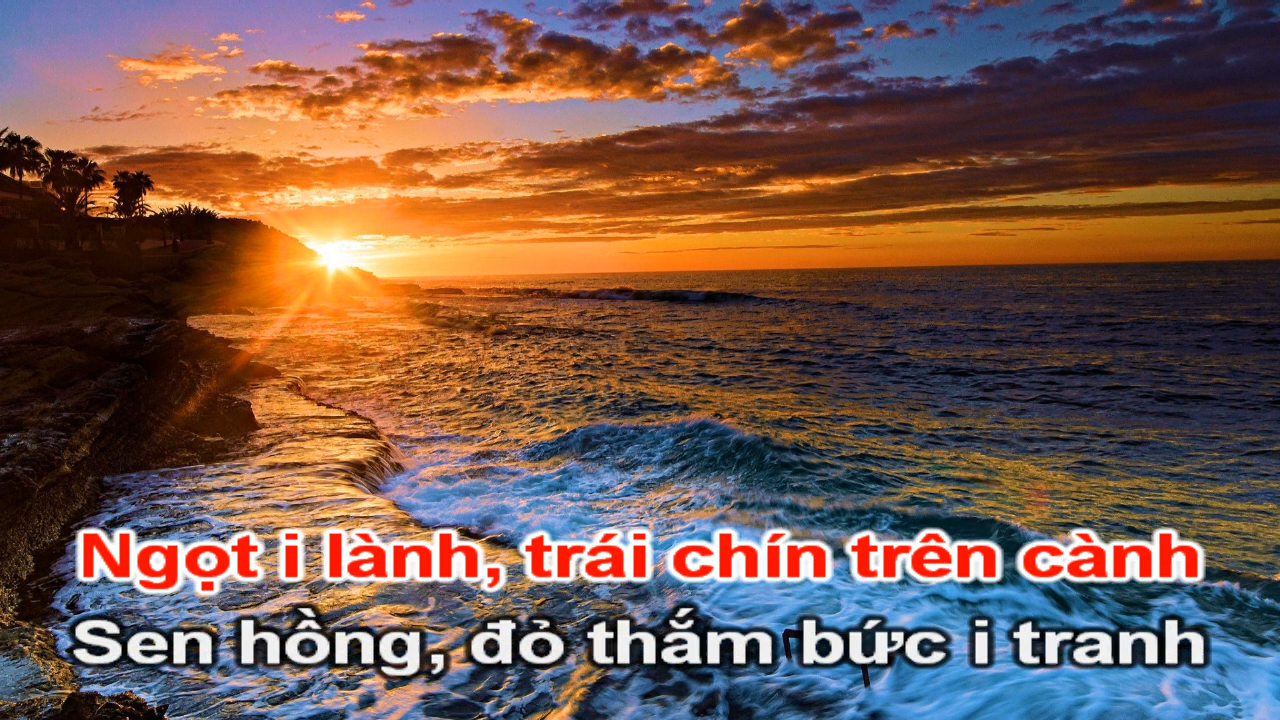 Ngọt i lành, trái chín trên cành
Sen hồng, đỏ thắm bức i tranh